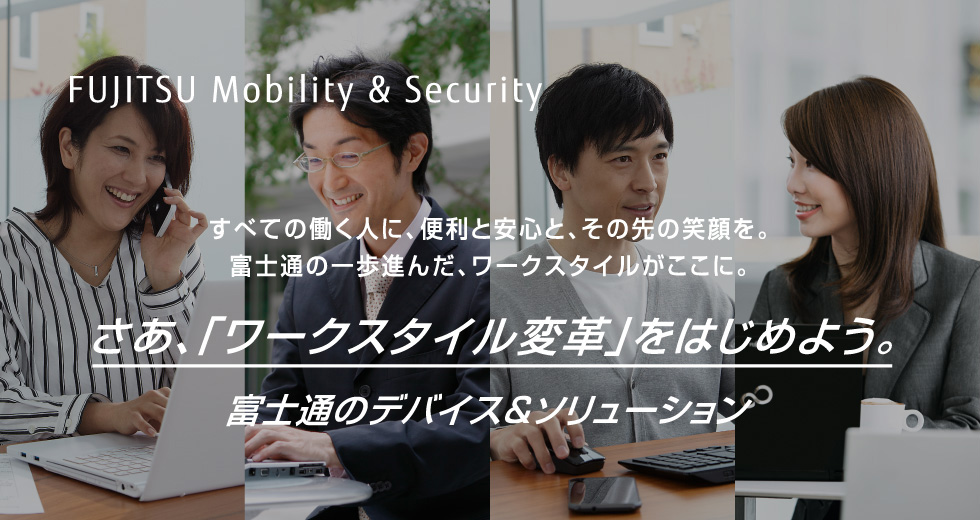 FUJITSU Mobility & Security
すべての働く人に、便利と安心と、その先の笑顔を。
富士通の一歩進んだ、ワークスタイルがここに。
さあ、「ワークスタイル変革」をはじめよう。
富士通のデバイス&ソリューション